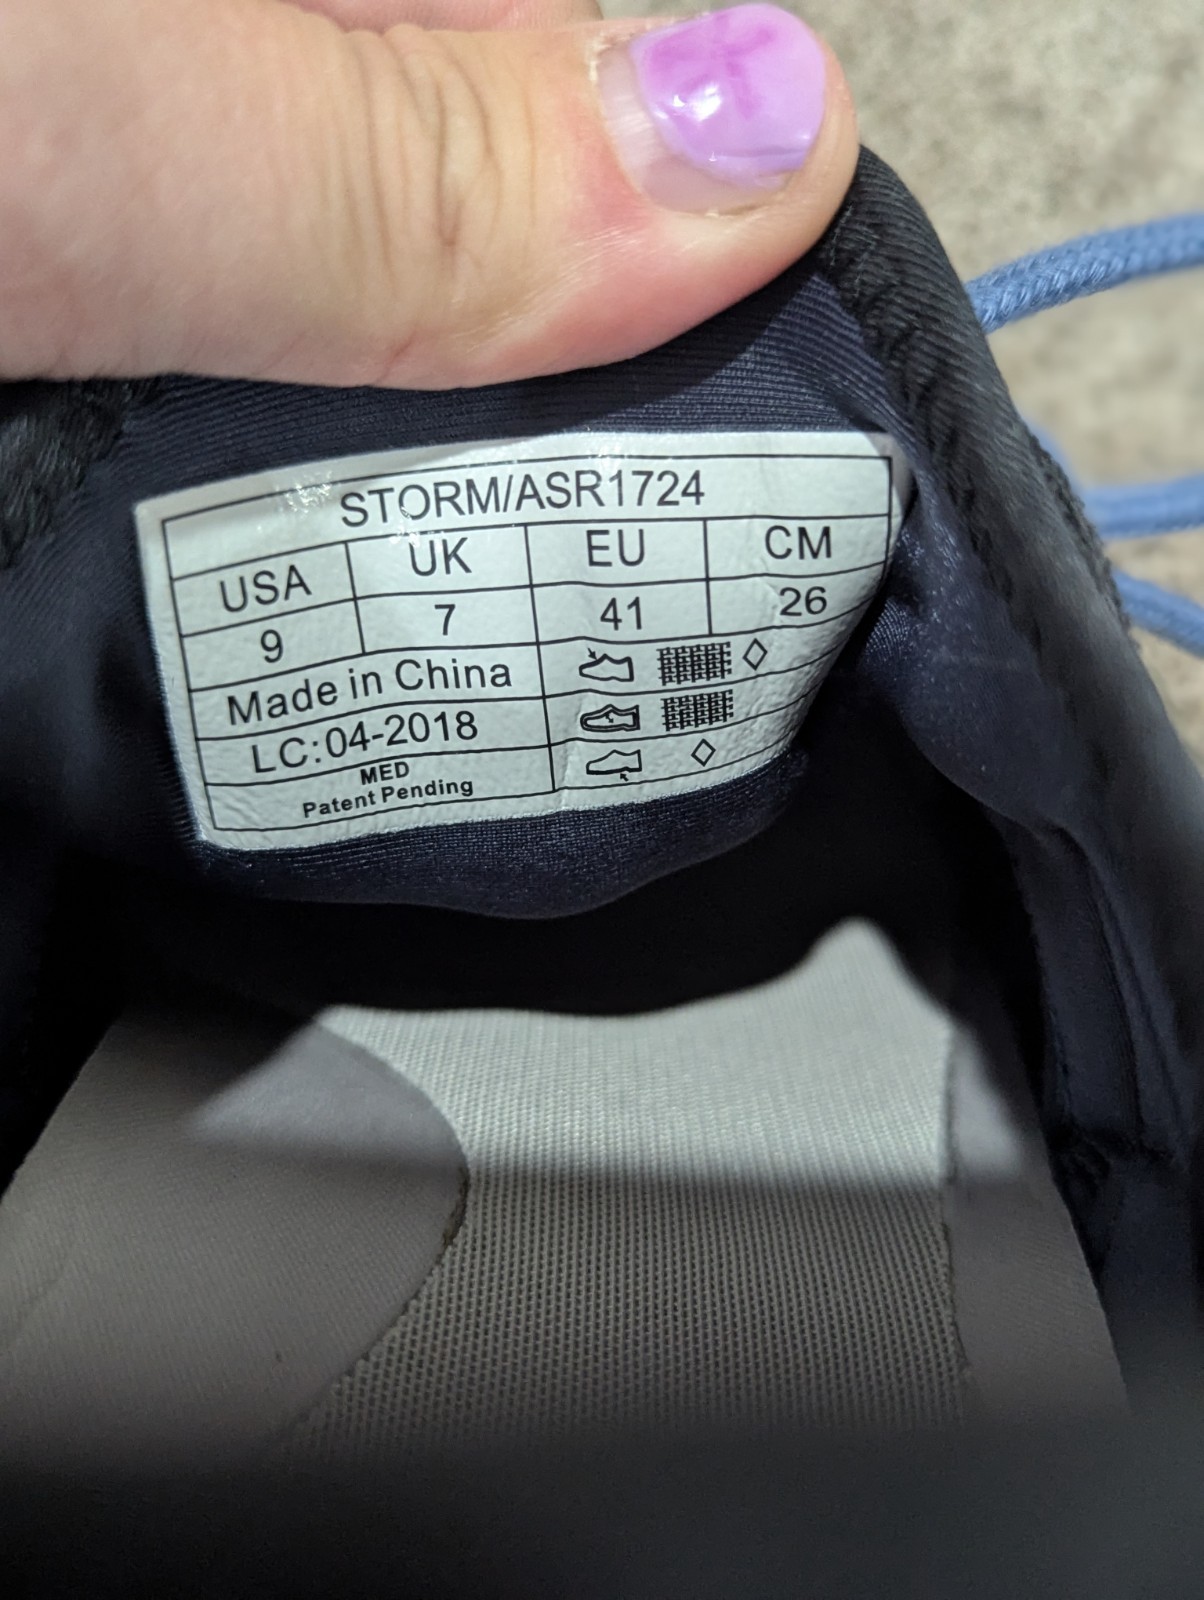 STORM/ASR1724
USA UK EU CM
9 7 41 26
Made in China
LC:04-2018
MED
Patent Pending